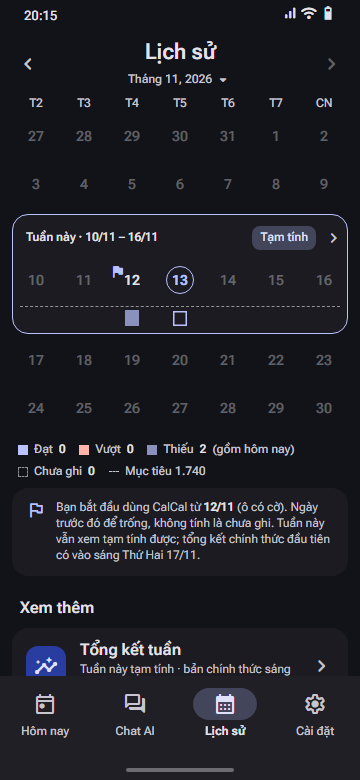 20:15
Lịch sử
Tháng 11, 2026
T2 T3 T4 T5 T6 T7 CN
27 28 29 30 31 1 2
3 4 5 6 7 8 9
Tuần này · 10/11 – 16/11 Tạm tính
10 11 12 13 14 15 16
17 18 19 20 21 22 23
24 25 26 27 28 29 30
Đạt 0 Vượt 0 Thiếu 2 (gồm hôm nay)
Chưa ghi 0 Mục tiêu 1.740
Bạn bắt đầu dùng CalCal từ 12/11 (ô có cờ). Ngày
trước đó để trống, không tính là chưa ghi. Tuần này
vẫn xem tạm tính được; tổng kết chính thức đầu tiên
có vào sáng Thứ Hai 17/11.
Xem thêm
Tổng kết tuần
Tuần này tạm tính · bản chính thức sáng
Hôm nay Chat AI Lịch sử Cài đặt